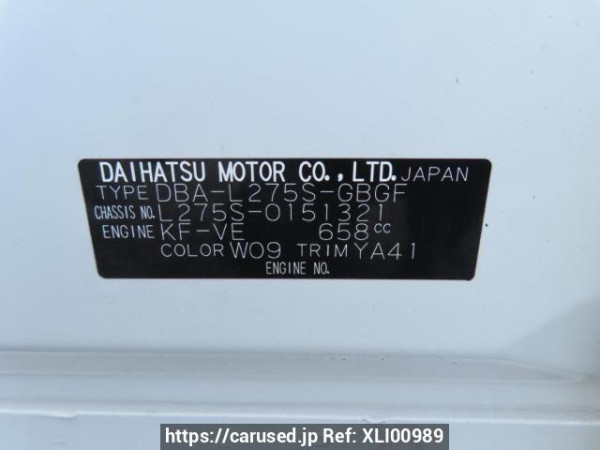 DAIHATSU MOTOR CO., LTD. JAPAN
TYPE DBA-L275S-GBGF
CHASSIS NO. L275S-0151321
ENGINE KF-VE 658cc
COLOR W09 TRIM YA41
ENGINE NO.
https://carused.jp Ref: XLI00989